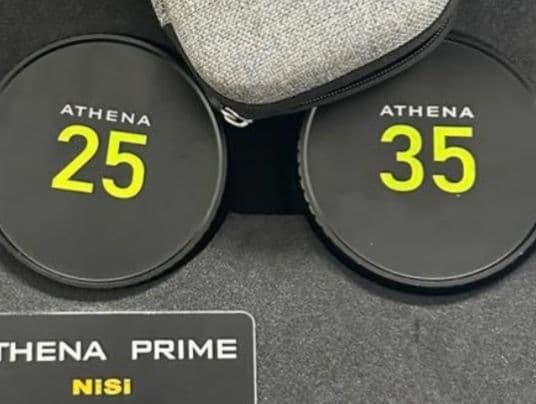 ATHENA
25
ATHENA
35
THENA PRIME
NiSi